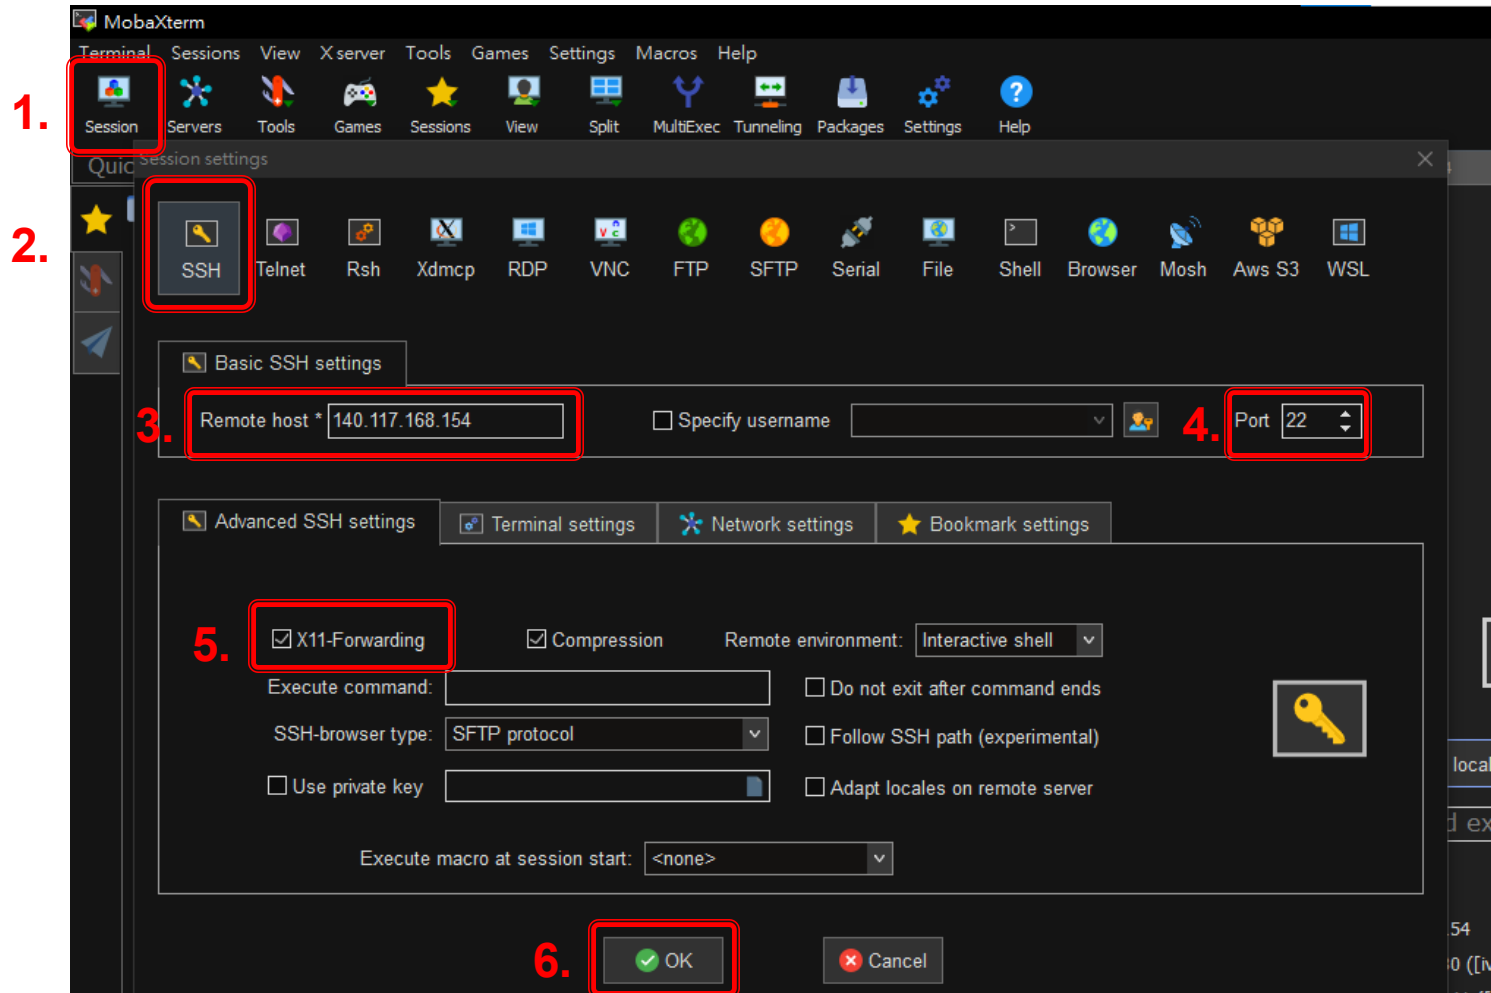 MobaXterm
Terminal Sessions View X server Tools Games Settings Macros Help
1.
Session Servers Tools Games Sessions View Split MultiExec Tunneling Packages Settings Help
Session settings
2.
SSH Telnet Rsh Xdmcp RDP VNC FTP SFTP Serial File Shell Browser Mosh Aws S3 WSL
Basic SSH settings
3. Remote host * 140.117.168.154 Specify username 4. Port 22
Advanced SSH settings Terminal settings Network settings Bookmark settings
5. X11-Forwarding Compression Remote environment: Interactive shell
Execute command: Do not exit after command ends
SSH-browser type: SFTP protocol Follow SSH path (experimental)
Use private key Adapt locales on remote server
Execute macro at session start: <none>
6. OK Cancel